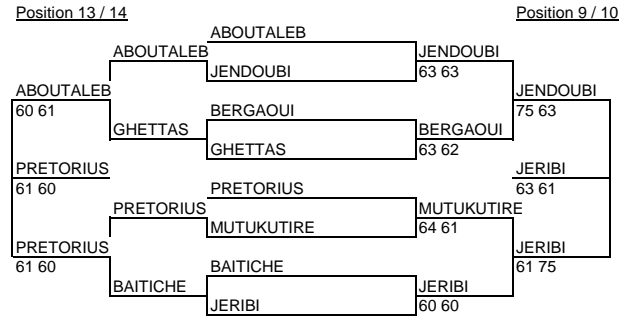 Position 13 / 14 Position 9 / 10
ABOUTALEB
ABOUTALEB JENDOUBI
JENDOUBI 63 63
ABOUTALEB JENDOUBI
60 61 BERGAOUI 75 63
GHETTAS BERGAOUI
GHETTAS 63 62
PRETORIUS JERIBI
61 60 PRETORIUS 63 61
PRETORIUS MUTUKUTIRE
MUTUKUTIRE 64 61
PRETORIUS JERIBI
61 60 BAITICHE 61 75
BAITICHE JERIBI
JERIBI 60 60